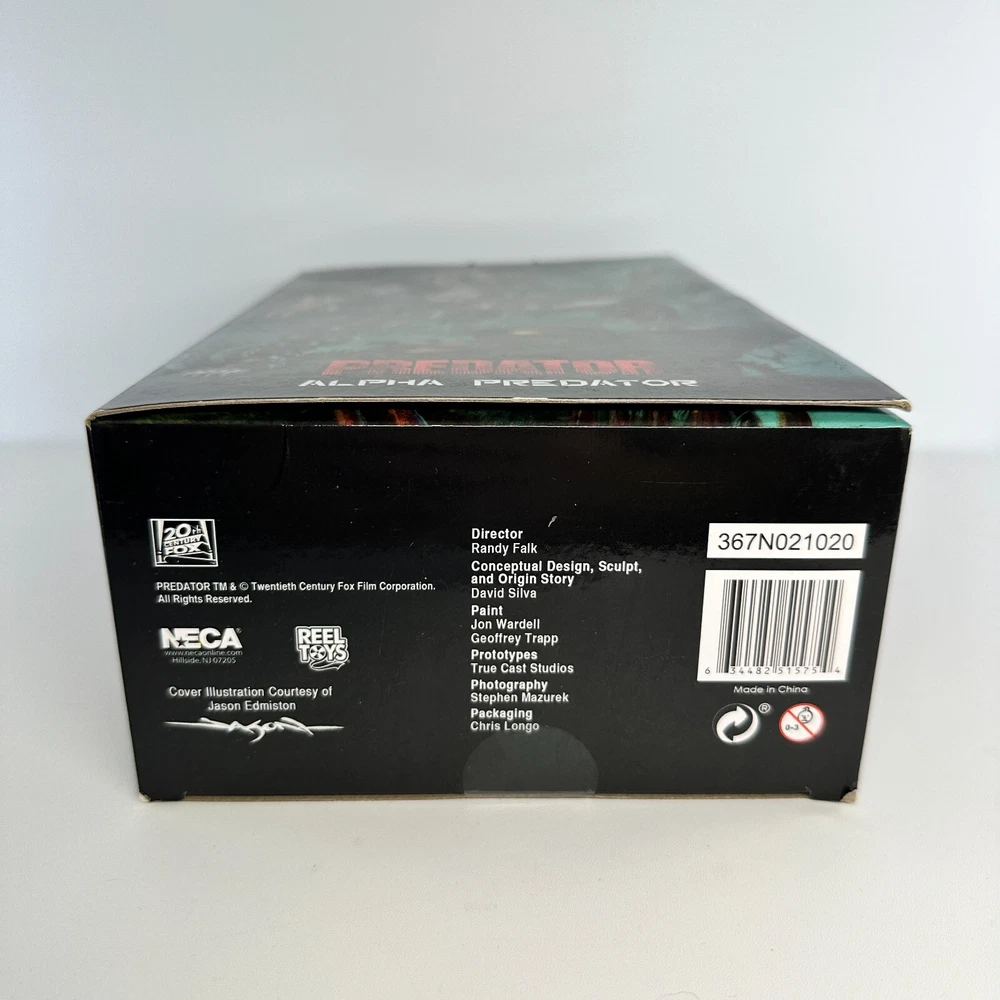 PREDATOR
ALPHA PREDATOR
20th
CENTURY
FOX
PREDATOR TM & © Twentieth Century Fox Film Corporation.
All Rights Reserved.
NECA®
www.necaonline.com
Hillside, NJ 07205
REEL
TOYS
Cover Illustration Courtesy of
Jason Edmiston
Director
Randy Falk
Conceptual Design, Sculpt,
and Origin Story
David Silva
Paint
Jon Wardell
Geoffrey Trapp
Prototypes
True Cast Studios
Photography
Stephen Mazurek
Packaging
Chris Longo
367N021020
6 34482 51575 4
Made in China
®
0-3